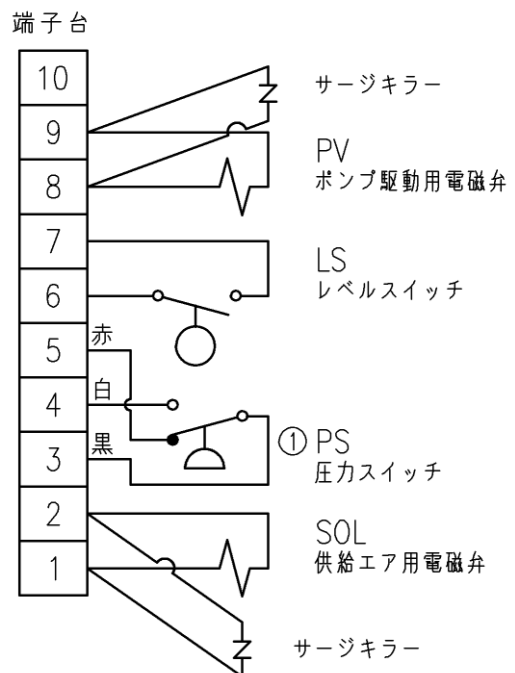 端子台
10
サージキラー
9
PV
ポンプ駆動用電磁弁
8
7
LS
レベルスイッチ
6
赤
5
白
4
黒
① PS
圧力スイッチ
3
2
SOL
供給エア用電磁弁
1
サージキラー